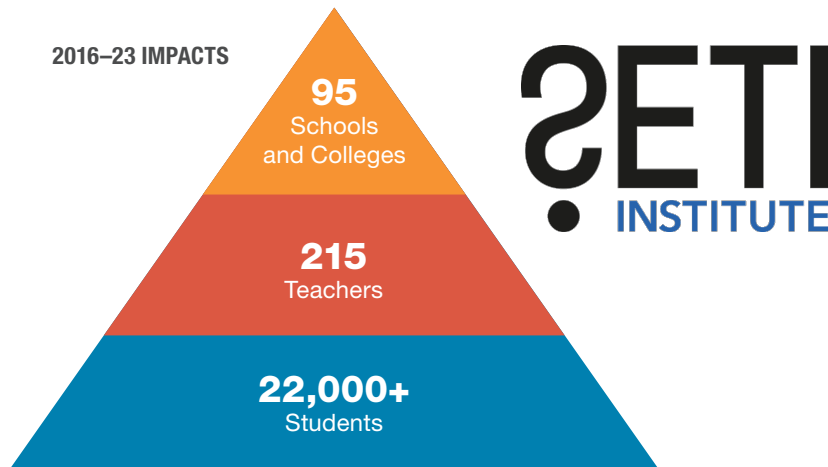 2016–23 IMPACTS
95
Schools
and Colleges
215
Teachers
22,000+
Students
SETI
INSTITUTE